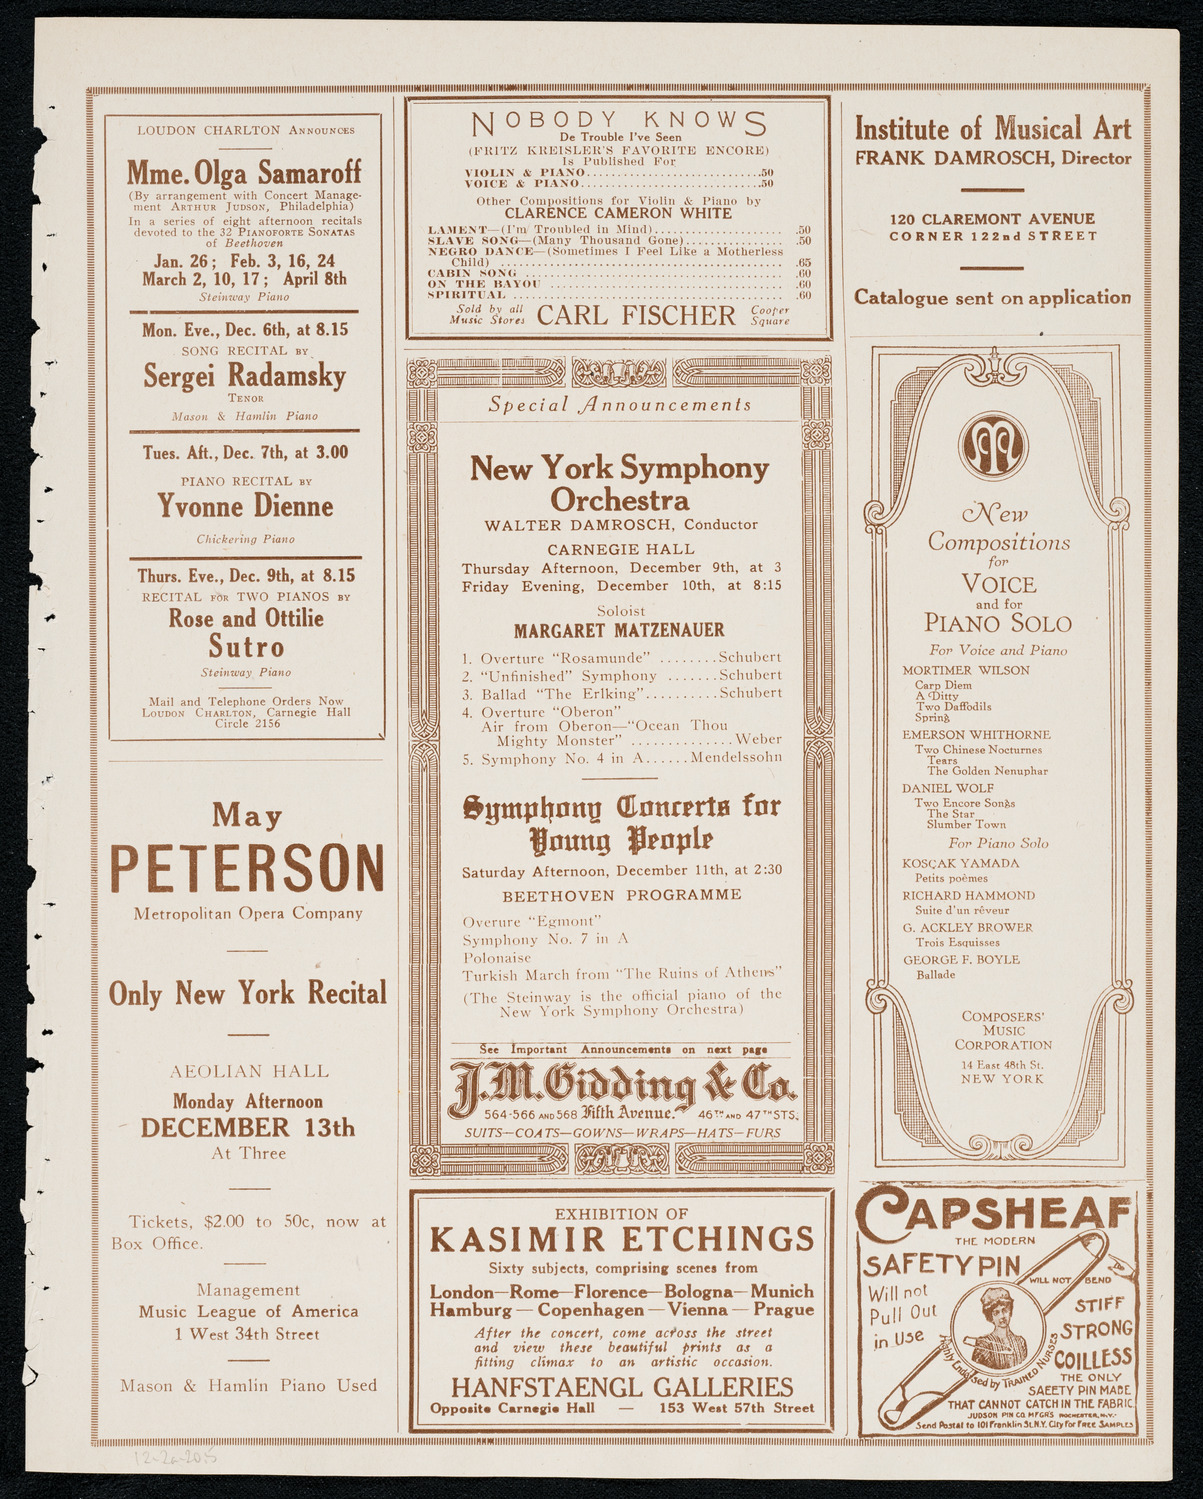 LOUDON CHARLTON ANNOUNCES
Mme. Olga Samaroff
(By arrangement with Concert Manage-
ment ARTHUR JUDSON, Philadelphia)
In a series of eight afternoon recitals
devoted to the 32 PIANOFORTE SONATAS
of Beethoven
Jan. 26; Feb. 3, 16, 24
March 2, 10, 17; April 8th
Steinway Piano
Mon. Eve., Dec. 6th, at 8.15
SONG RECITAL BY
Sergei Radamsky
TENOR
Mason & Hamlin Piano
Tues. Aft., Dec. 7th, at 3.00
PIANO RECITAL BY
Yvonne Dienne
Chickering Piano
Thurs. Eve., Dec. 9th, at 8.15
RECITAL FOR TWO PIANOS BY
Rose and Ottilie
Sutro
Steinway Piano
Mail and Telephone Orders Now
LOUDON CHARLTON, Carnegie Hall
Circle 2156
May
PETERSON
Metropolitan Opera Company
Only New York Recital
AEOLIAN HALL
Monday Afternoon
DECEMBER 13th
At Three
Tickets, $2.00 to 50c, now at
Box Office.
Management
Music League of America
1 West 34th Street
Mason & Hamlin Piano Used
NOBODY KNOWS
De Trouble I've Seen
(FRITZ KREISLER'S FAVORITE ENCORE)
Is Published For
VIOLIN & PIANO..............................50
VOICE & PIANO...............................50
Other Compositions for Violin & Piano by
CLARENCE CAMERON WHITE
LAMENT—(I'm Troubled in Mind)..................... .50
SLAVE SONG—(Many Thousand Gone)................ .50
NEGRO DANCE—(Sometimes I Feel Like a Motherless
Child) ............................................... .65
CABIN SONG ........................................... .60
ON THE BAYOU ....................................... .60
SPIRITUAL ............................................. .60
Sold by all
Music Stores
CARL FISCHER
Cooper
Square
Special Announcements
New York Symphony
Orchestra
WALTER DAMROSCH, Conductor
CARNEGIE HALL
Thursday Afternoon, December 9th, at 3
Friday Evening, December 10th, at 8:15
Soloist
MARGARET MATZENAUER
1. Overture "Rosamunde" ........Schubert
2. "Unfinished" Symphony .......Schubert
3. Ballad "The Erlking"..........Schubert
4. Overture "Oberon"
Air from Oberon—"Ocean Thou
Mighty Monster" ..............Weber
5. Symphony No. 4 in A......Mendelssohn
Symphony Concerts for
Young People
Saturday Afternoon, December 11th, at 2:30
BEETHOVEN PROGRAMME
Overure "Egmont"
Symphony No. 7 in A
Polonaise
Turkish March from "The Ruins of Athens"
(The Steinway is the official piano of the
New York Symphony Orchestra)
See Important Announcements on next page
J.M. Gidding & Co.
564-566 AND 568 Fifth Avenue. 46TH AND 47TH STS.
SUITS—COATS—GOWNS—WRAPS—HATS—FURS
EXHIBITION OF
KASIMIR ETCHINGS
Sixty subjects, comprising scenes from
London—Rome—Florence—Bologna—Munich
Hamburg — Copenhagen — Vienna — Prague
After the concert, come across the street
and view these beautiful prints as a
fitting climax to an artistic occasion.
HANFSTAENGL GALLERIES
Opposite Carnegie Hall — 153 West 57th Street
Institute of Musical Art
FRANK DAMROSCH, Director
120 CLAREMONT AVENUE
CORNER 122nd STREET
Catalogue sent on application
New
Compositions
for
VOICE
and for
PIANO SOLO
For Voice and Piano
MORTIMER WILSON
Carp Diem
A Ditty
Two Daffodils
Spring
EMERSON WHITHORNE
Two Chinese Nocturnes
Tears
The Golden Nenuphar
DANIEL WOLF
Two Encore Songs
The Star
Slumber Town
For Piano Solo
KOSÇAK YAMADA
Petits poèmes
RICHARD HAMMOND
Suite d'un rêveur
G. ACKLEY BROWER
Trois Esquisses
GEORGE F. BOYLE
Ballade
COMPOSERS'
MUSIC
CORPORATION
14 East 48th St.
NEW YORK
CAPSHEAF
THE MODERN
SAFETY PIN
WILL NOT BEND
Will not
Pull Out
in Use
STIFF
STRONG
COILLESS
Highly Endorsed by TRAINED NURSES
THE ONLY
SAFETY PIN MADE
THAT CANNOT CATCH IN THE FABRIC
JUDSON PIN CO. MFGRS ROCHESTER, N.Y.
Send Postal to 101 Franklin St. N.Y. City for FREE SAMPLES